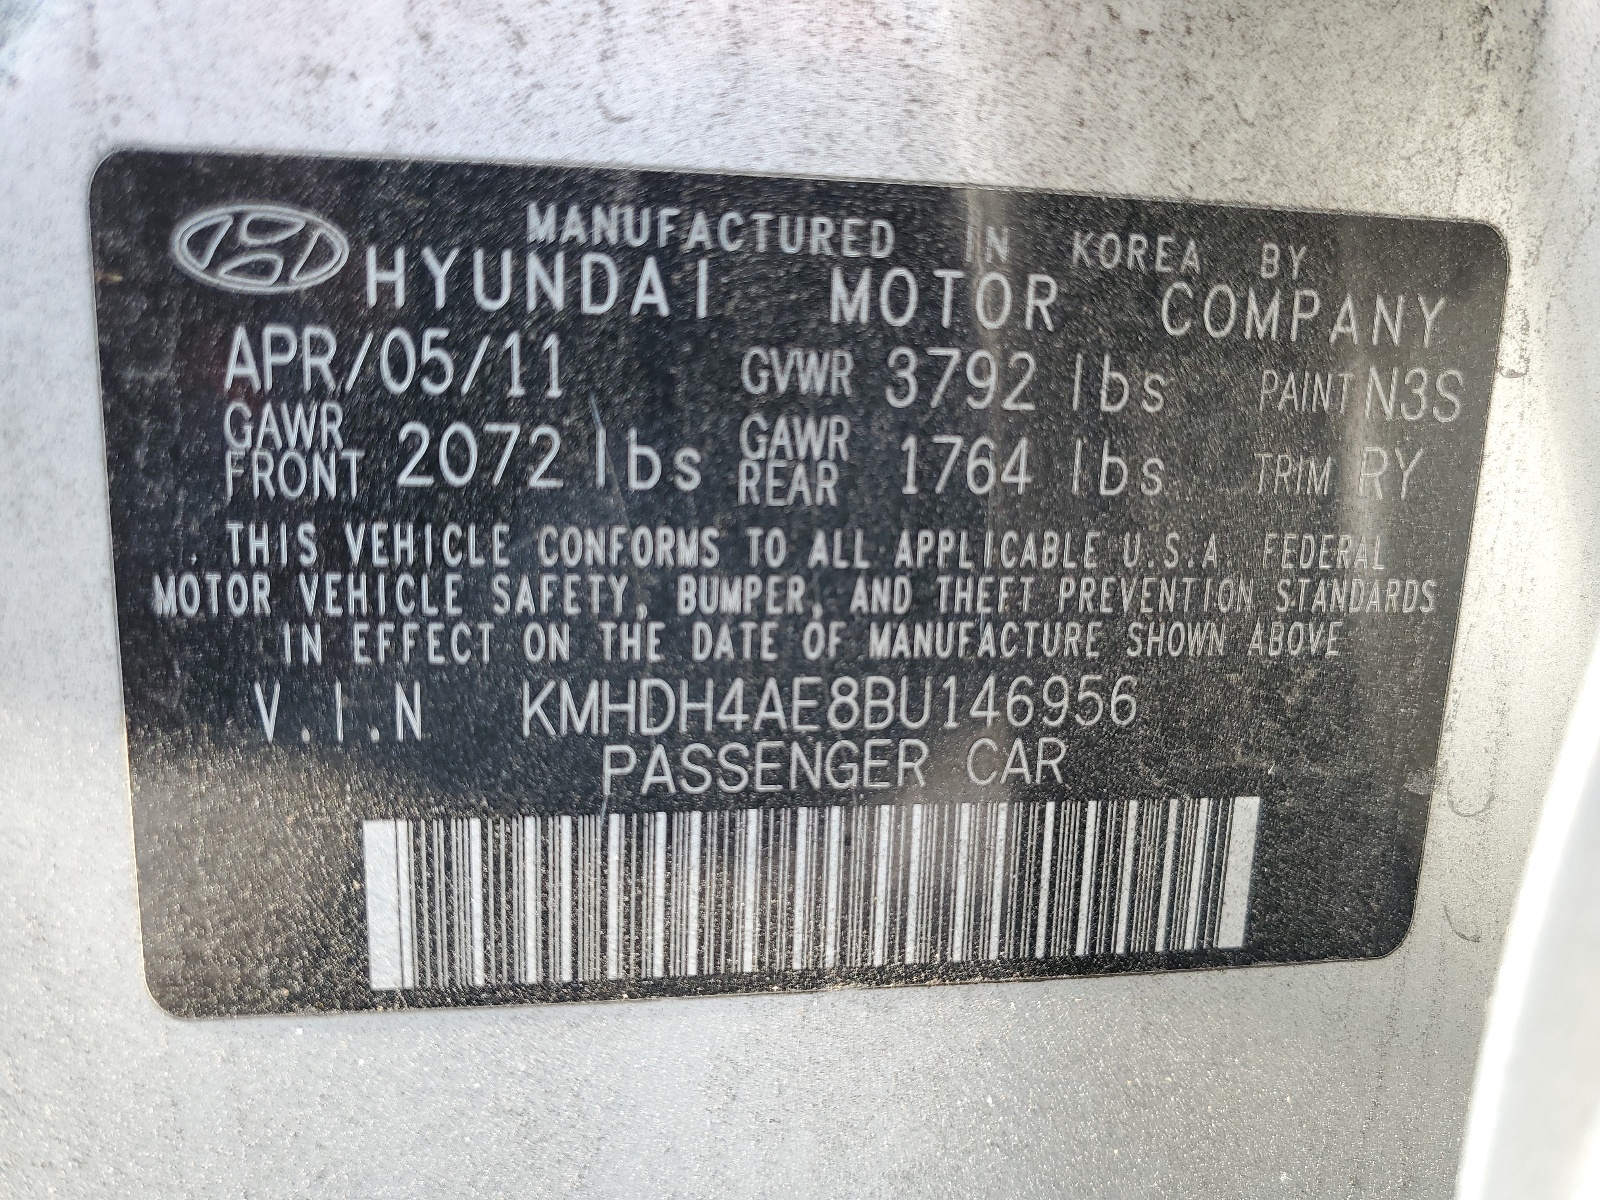 MANUFACTURED IN KOREA BY
HYUNDAI MOTOR COMPANY
APR/05/11 GVWR 3792 lbs PAINT N3S
GAWR FRONT 2072 lbs GAWR REAR 1764 lbs TRIM RY
THIS VEHICLE CONFORMS TO ALL APPLICABLE U.S.A. FEDERAL
MOTOR VEHICLE SAFETY, BUMPER, AND THEFT PREVENTION STANDARDS
IN EFFECT ON THE DATE OF MANUFACTURE SHOWN ABOVE
V.I.N KMHDH4AE8BU146956
PASSENGER CAR